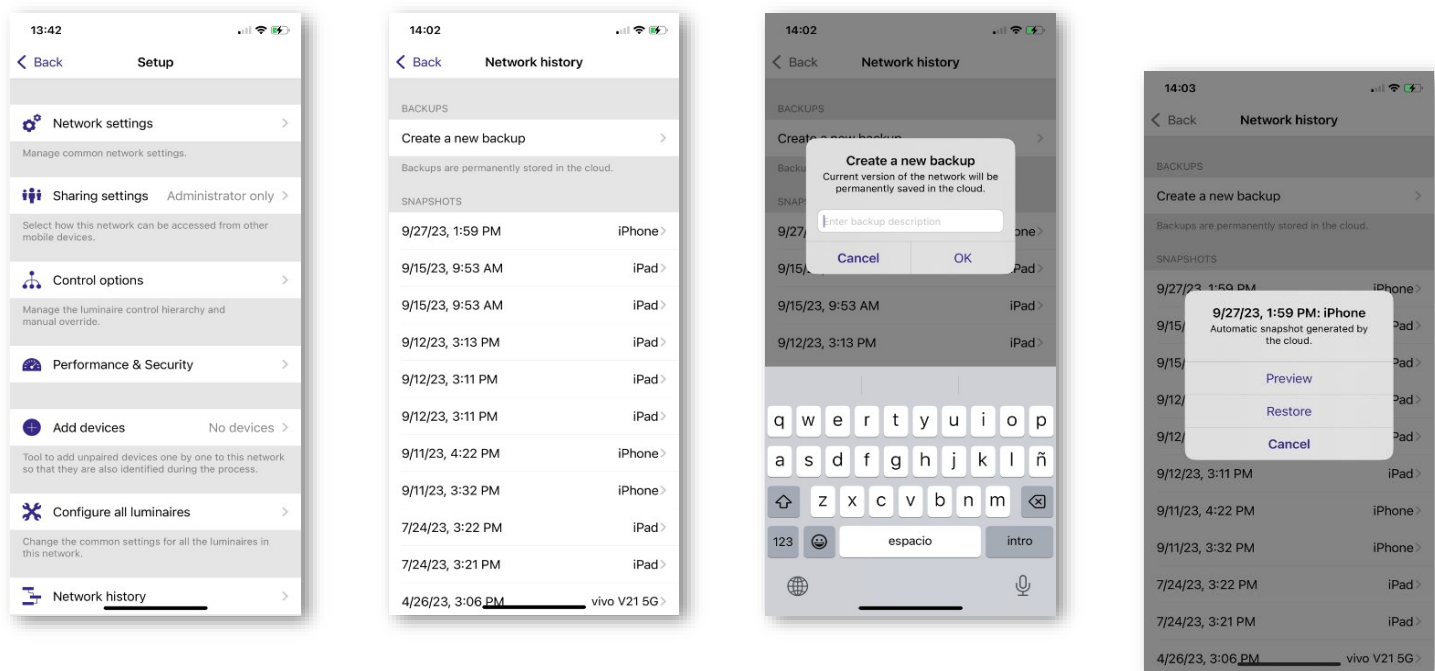 13:42
Back Setup
Network settings
Manage common network settings.
Sharing settings Administrator only
Select how this network can be accessed from other
mobile devices.
Control options
Manage the luminaire control hierarchy and
manual override.
Performance & Security
Add devices No devices
Tool to add unpaired devices one by one to this network
so that they are also identified during the process.
Configure all luminaires
Change the common settings for all the luminaires in
this network.
Network history
14:02
Back Network history
BACKUPS
Create a new backup
Backups are permanently stored in the cloud.
SNAPSHOTS
9/27/23, 1:59 PM iPhone
9/15/23, 9:53 AM iPad
9/15/23, 9:53 AM iPad
9/12/23, 3:13 PM iPad
9/12/23, 3:11 PM iPad
9/12/23, 3:11 PM iPad
9/11/23, 4:22 PM iPhone
9/11/23, 3:32 PM iPhone
7/24/23, 3:22 PM iPad
7/24/23, 3:21 PM iPad
4/26/23, 3:06 PM vivo V21 5G
14:02
Back Network history
BACKUPS
Create a new backup
Create a new backup
Current version of the network will be
permanently saved in the cloud.
Enter backup description
Cancel OK
9/15/23, 9:53 AM iPad
9/12/23, 3:13 PM iPad
q w e r t y u i o p
a s d f g h j k l ñ
z x c v b n m
123 espacio intro
14:03
Back Network history
BACKUPS
Create a new backup
Backups are permanently stored in the cloud.
SNAPSHOTS
9/27/23, 1:59 PM iPhone
9/27/23, 1:59 PM: iPhone
Automatic snapshot generated by
the cloud.
Preview
Restore
Cancel
9/12/23, 3:11 PM iPad
9/11/23, 4:22 PM iPhone
9/11/23, 3:32 PM iPhone
7/24/23, 3:22 PM iPad
7/24/23, 3:21 PM iPad
4/26/23, 3:06 PM vivo V21 5G